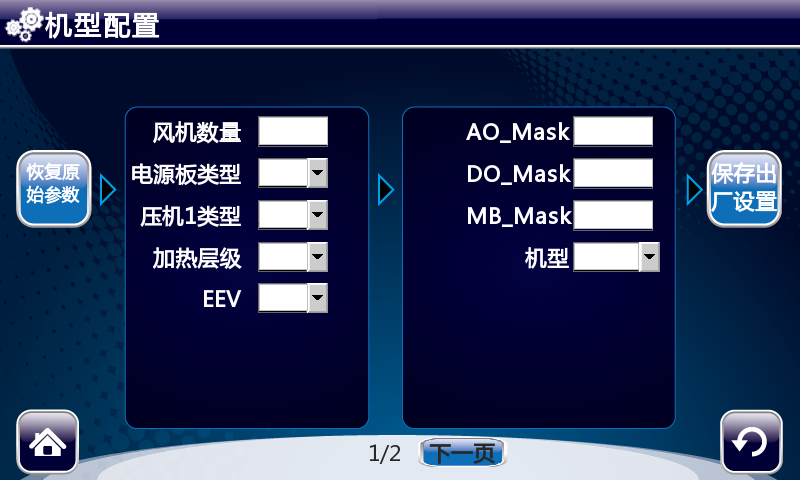 机型配置
恢复原
始参数
风机数量
电源板类型
压机1类型
加热层级
EEV
AO_Mask
DO_Mask
MB_Mask
机型
保存出
厂设置
1/2
下一页